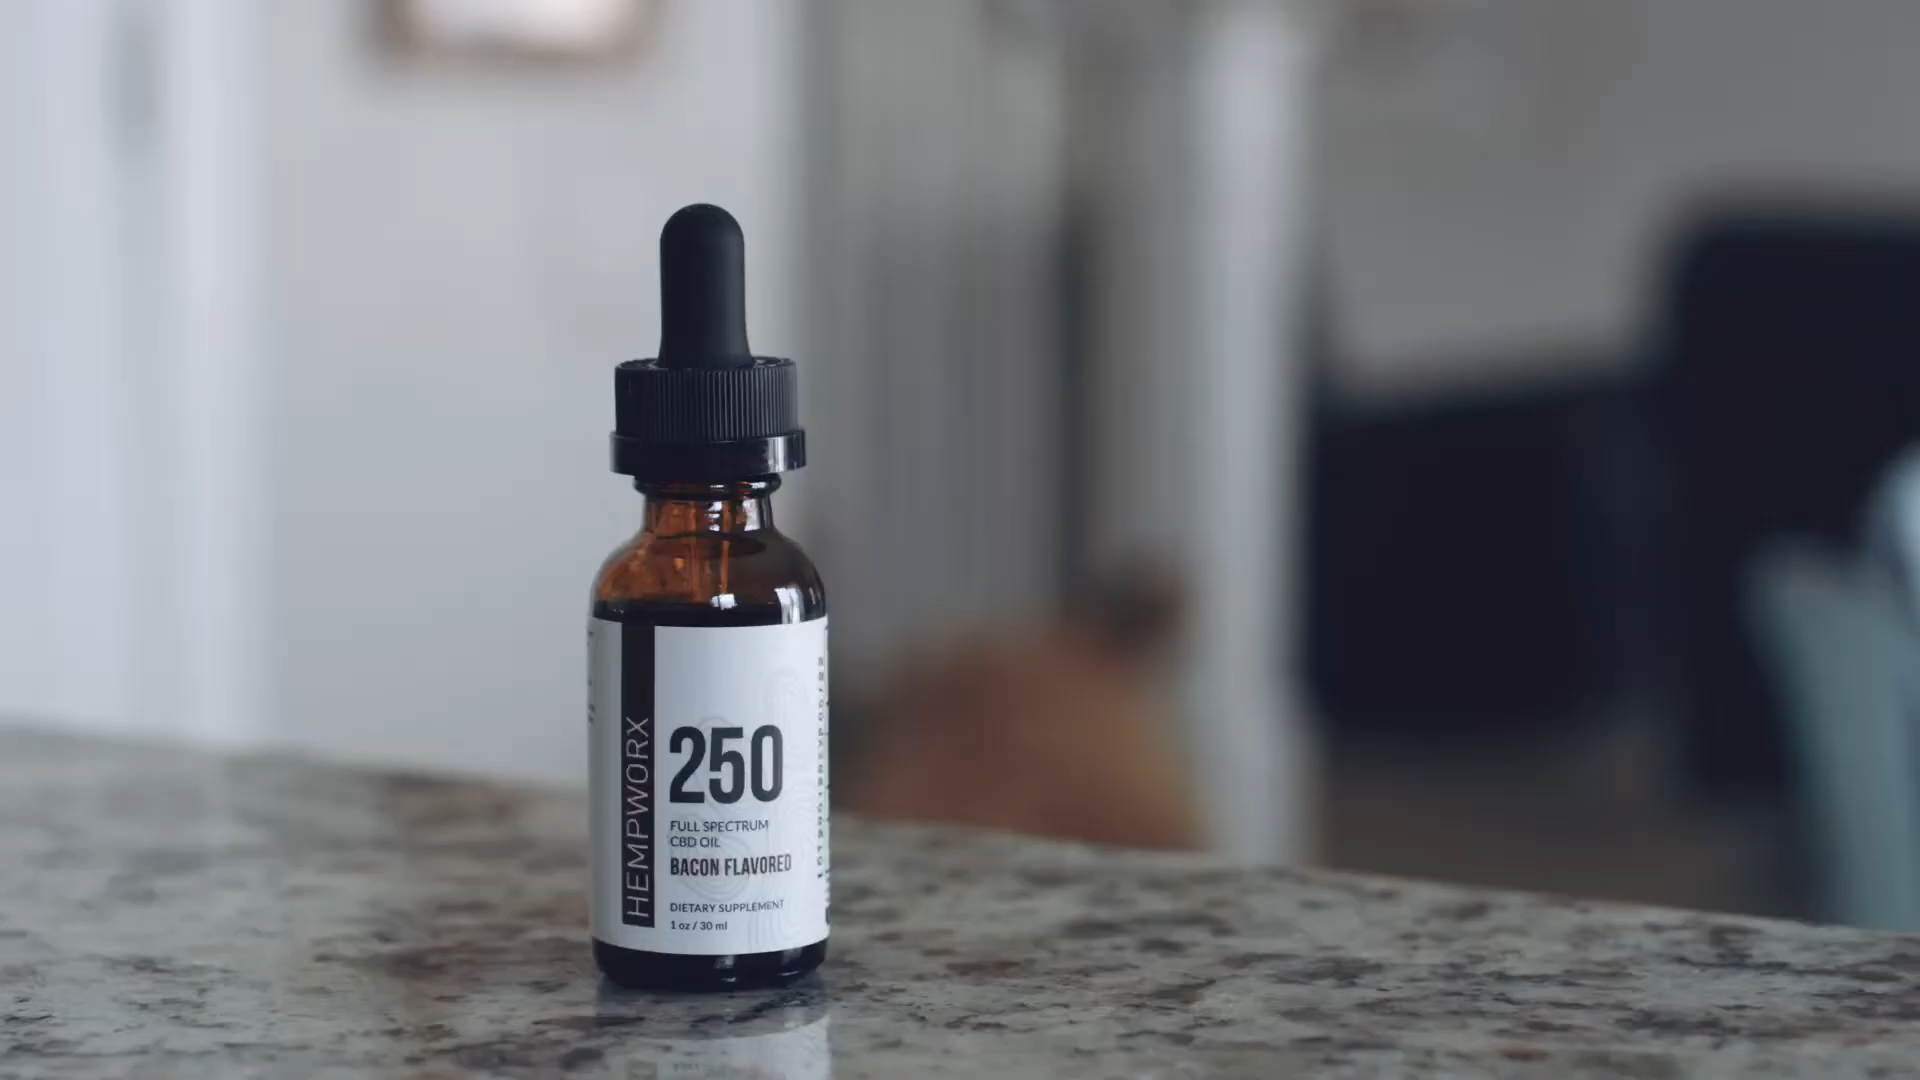 HEMPWORX
250
FULL SPECTRUM
CBD OIL
BACON FLAVORED
DIETARY SUPPLEMENT
1 oz / 30 ml